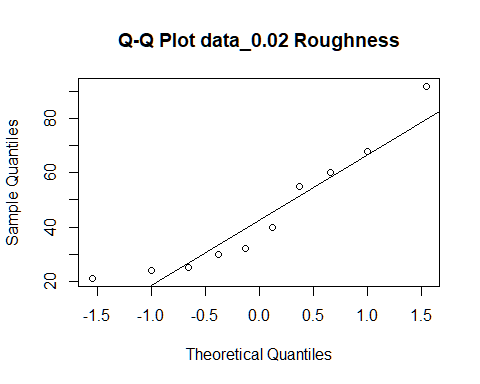 Q-Q Plot data_0.02 Roughness
Sample Quantiles
80
60
40
20
-1.5 -1.0 -0.5 0.0 0.5 1.0 1.5
Theoretical Quantiles